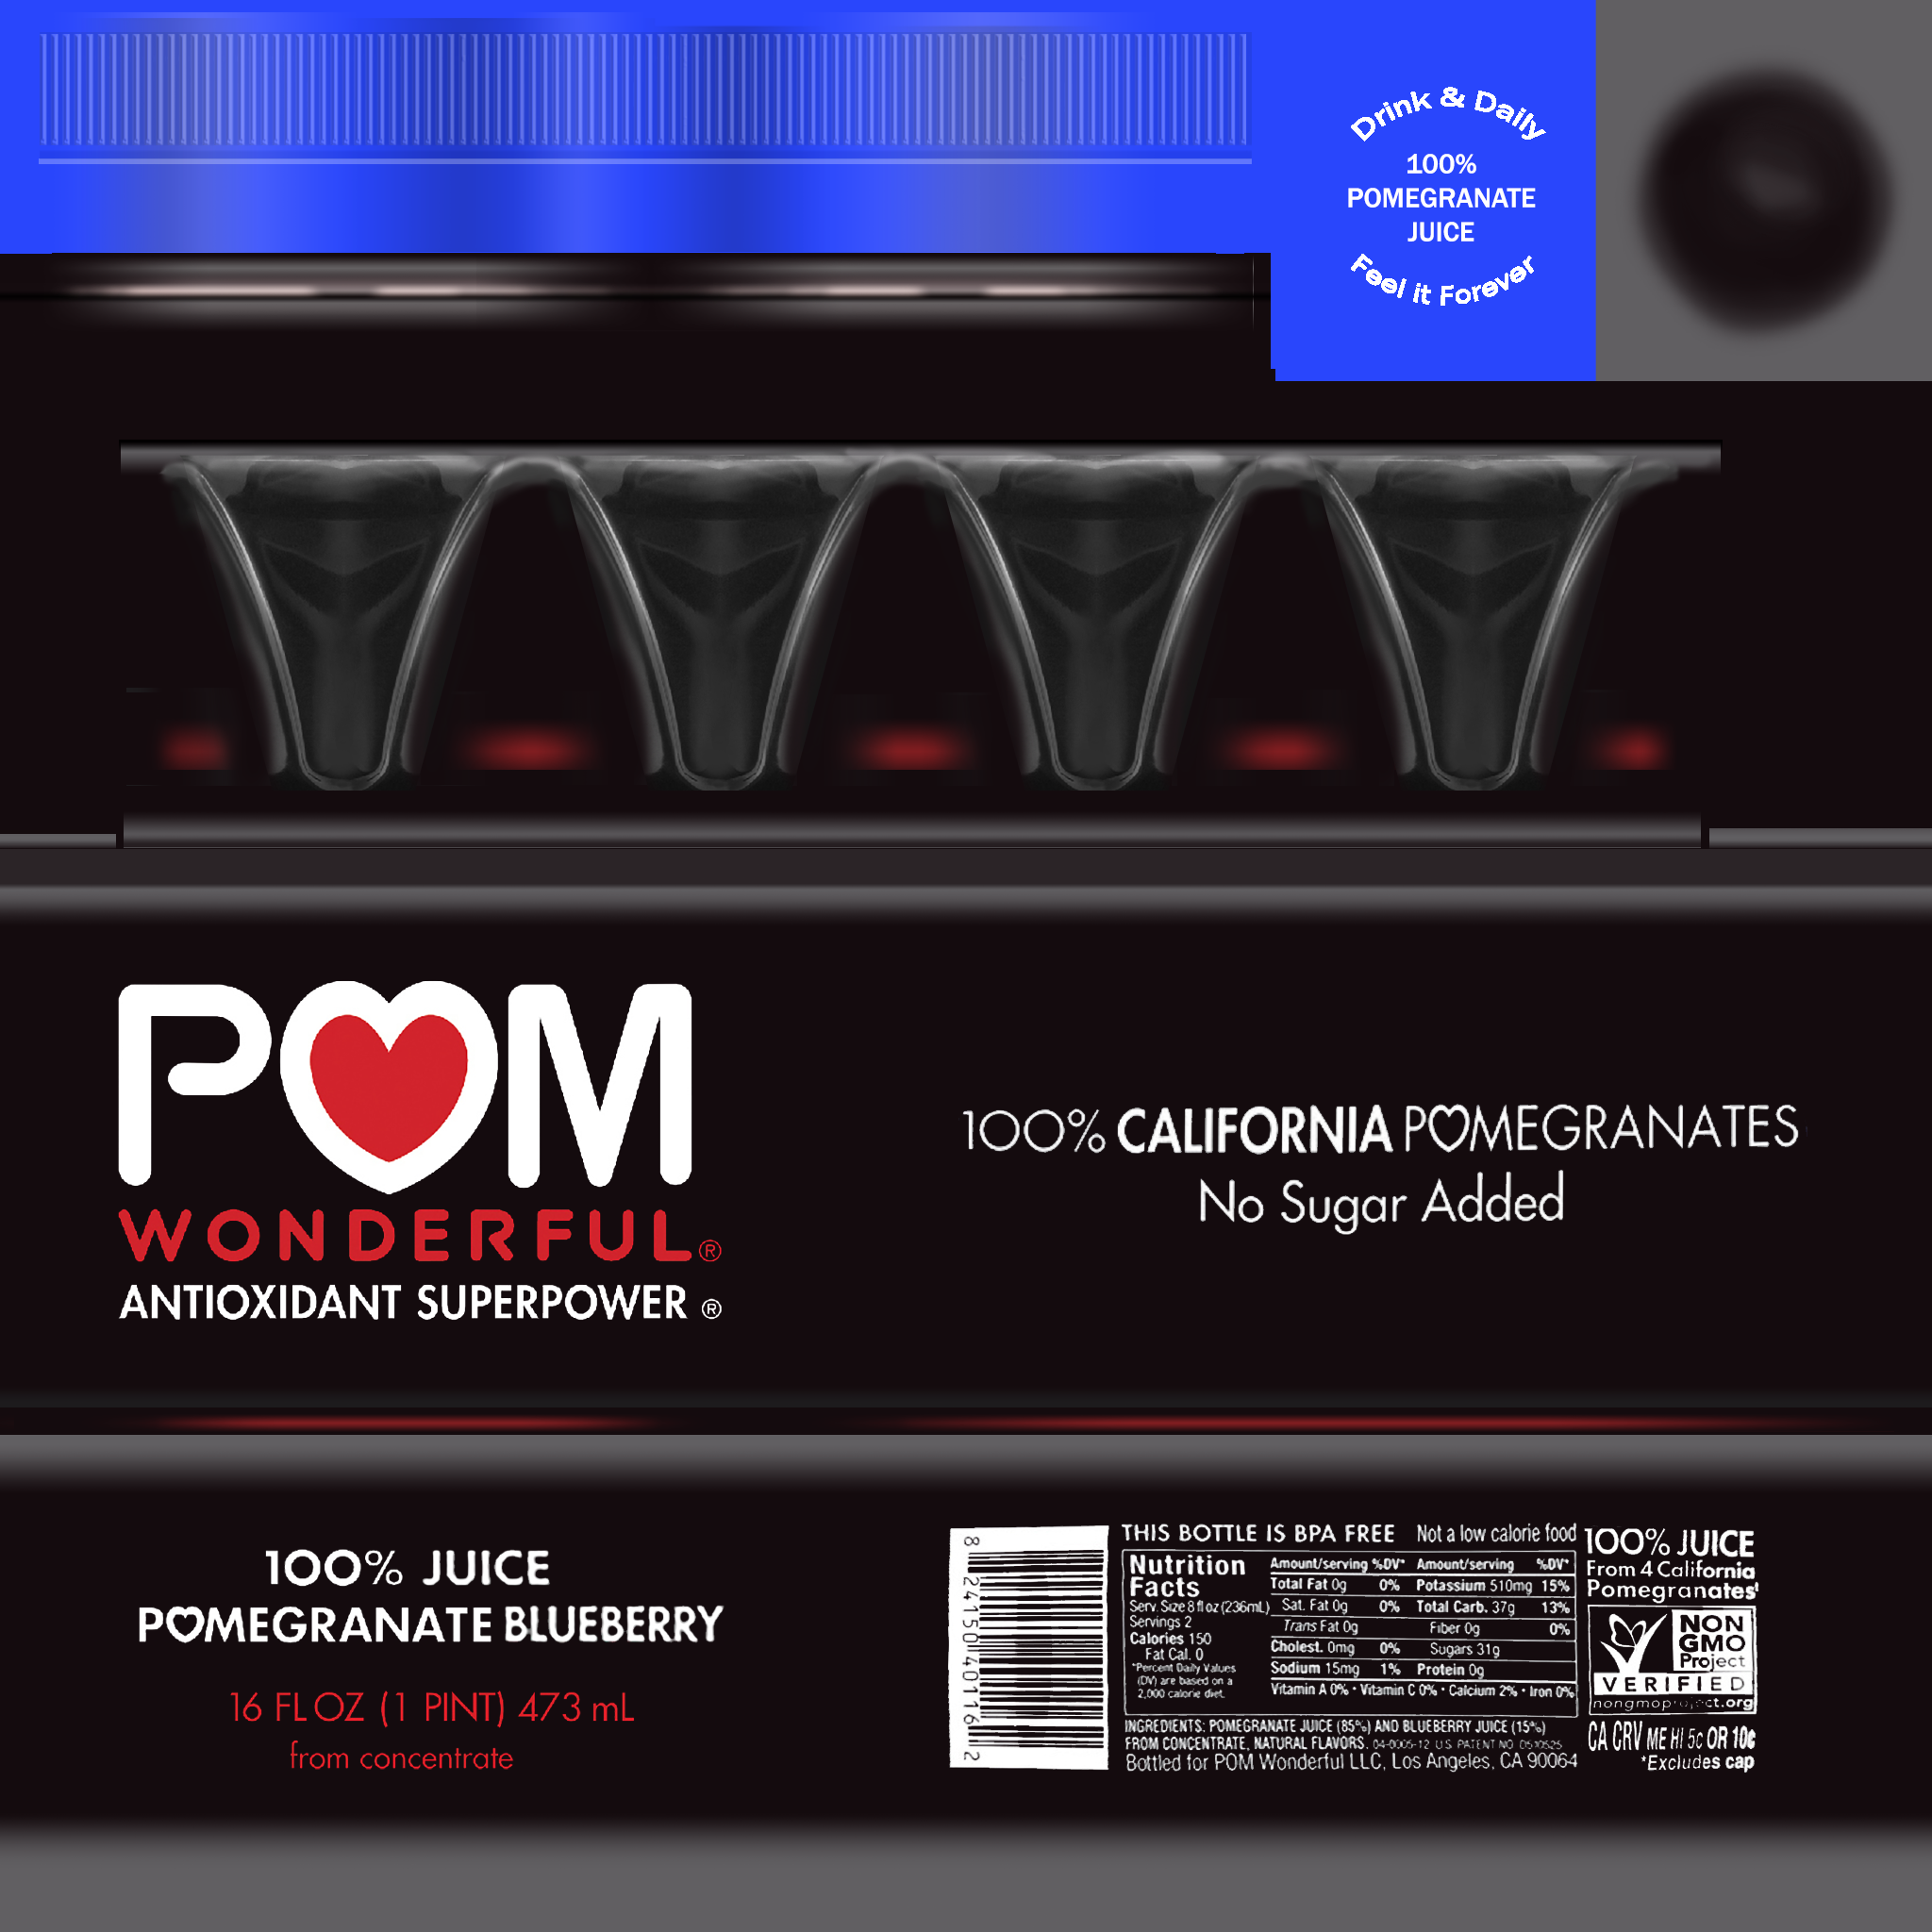 Drink & Daily
100%
POMEGRANATE
JUICE
Feel it Forever
POM
WONDERFUL®
ANTIOXIDANT SUPERPOWER ®
100% CALIFORNIA POMEGRANATES
No Sugar Added
100% JUICE
POMEGRANATE BLUEBERRY
16 FL OZ (1 PINT) 473 mL
from concentrate
8 24150 40116 2
THIS BOTTLE IS BPA FREE Not a low calorie food
Nutrition
Facts
Serv. Size 8 fl oz (236mL)
Servings 2
Calories 150
Fat Cal. 0
*Percent Daily Values
(DV) are based on a
2,000 calorie diet.
Amount/serving %DV* Amount/serving %DV*
Total Fat 0g 0% Potassium 510mg 15%
Sat. Fat 0g 0% Total Carb. 37g 13%
Trans Fat 0g Fiber 0g 0%
Cholest. 0mg 0% Sugars 31g
Sodium 15mg 1% Protein 0g
Vitamin A 0% • Vitamin C 0% • Calcium 2% • Iron 0%
INGREDIENTS: POMEGRANATE JUICE (85%) AND BLUEBERRY JUICE (15%)
FROM CONCENTRATE, NATURAL FLAVORS. 04-0005-12 U.S. PATENT NO.
Bottled for POM Wonderful LLC, Los Angeles, CA 90064
100% JUICE
From 4 California
Pomegranates†
NON
GMO
Project
VERIFIED
nongmoproject.org
CA CRV ME HI 5c OR 10¢
*Excludes cap